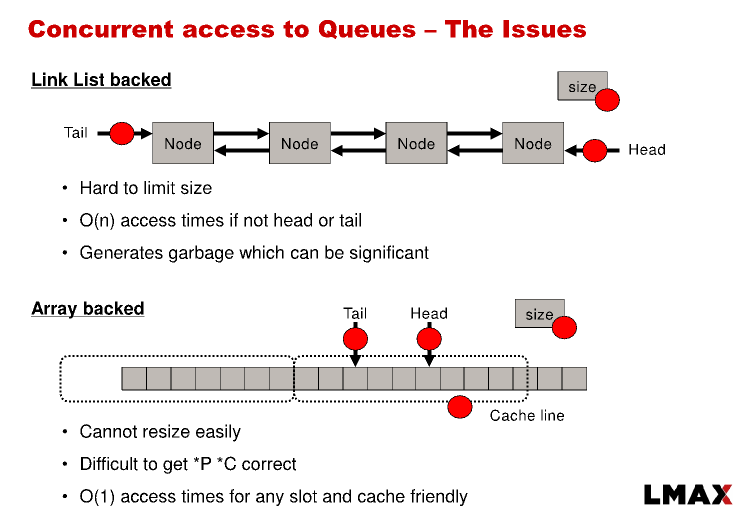 Concurrent access to Queues – The Issues
Link List backed
size
Tail
Node
Node
Node
Node
Head
• Hard to limit size
• O(n) access times if not head or tail
• Generates garbage which can be significant
Array backed
Tail
Head
size
Cache line
• Cannot resize easily
• Difficult to get *P *C correct
• O(1) access times for any slot and cache friendly
LMAX